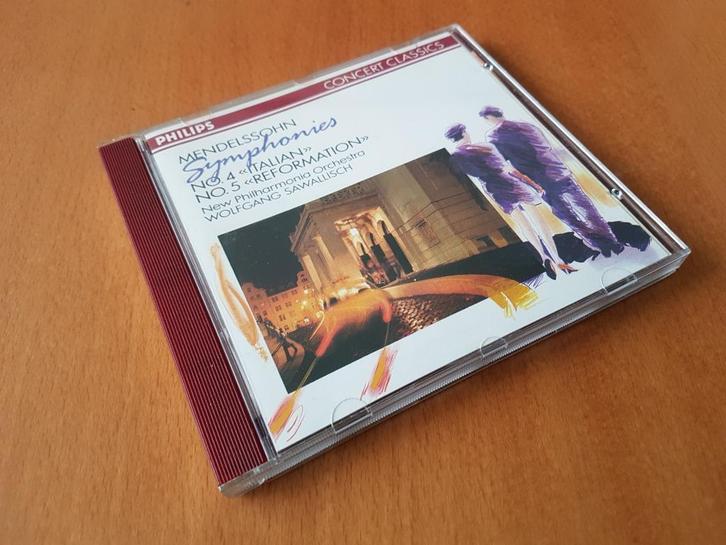 PHILIPS
CONCERT CLASSICS
MENDELSSOHN
Symphonies
NO. 4 «ITALIAN»
NO. 5 «REFORMATION»
New Philharmonia Orchestra
WOLFGANG SAWALLISCH